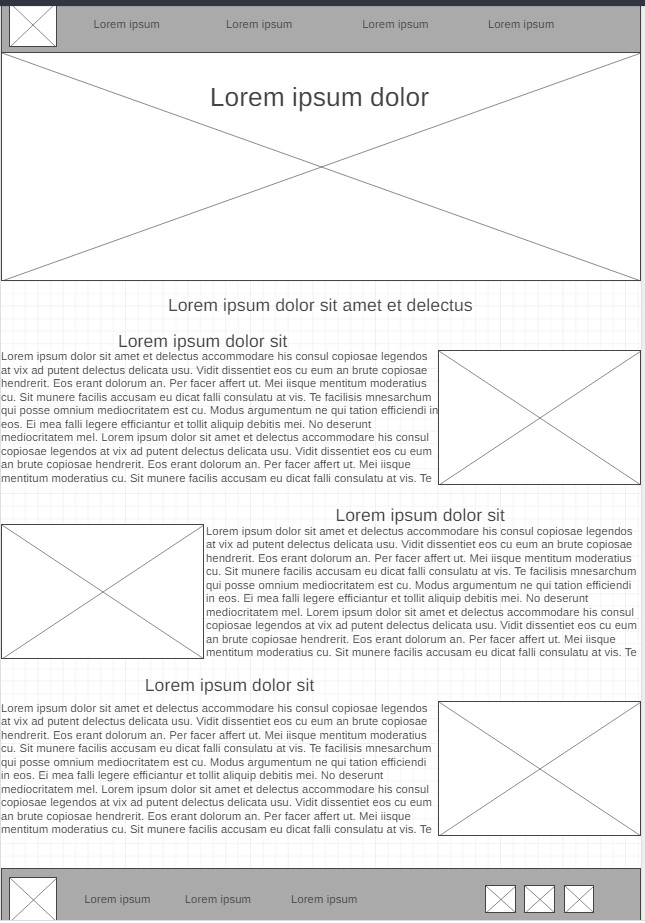 Lorem ipsum Lorem ipsum Lorem ipsum Lorem ipsum
Lorem ipsum dolor
Lorem ipsum dolor sit amet et delectus
Lorem ipsum dolor sit
Lorem ipsum dolor sit amet et delectus accommodare his consul copiosae legendos
at vix ad putent delectus delicata usu. Vidit dissentiet eos cu eum an brute copiosae
hendrerit. Eos erant dolorum an. Per facer affert ut. Mei iisque mentitum moderatius
cu. Sit munere facilis accusam eu dicat falli consulatu at vis. Te facilisis mnesarchum
qui posse omnium mediocritatem est cu. Modus argumentum ne qui tation efficiendi in
eos. Ei mea falli legere efficiantur et tollit aliquip debitis mei. No deserunt
mediocritatem mel. Lorem ipsum dolor sit amet et delectus accommodare his consul
copiosae legendos at vix ad putent delectus delicata usu. Vidit dissentiet eos cu eum
an brute copiosae hendrerit. Eos erant dolorum an. Per facer affert ut. Mei iisque
mentitum moderatius cu. Sit munere facilis accusam eu dicat falli consulatu at vis. Te
Lorem ipsum dolor sit
Lorem ipsum dolor sit amet et delectus accommodare his consul copiosae legendos
at vix ad putent delectus delicata usu. Vidit dissentiet eos cu eum an brute copiosae
hendrerit. Eos erant dolorum an. Per facer affert ut. Mei iisque mentitum moderatius
cu. Sit munere facilis accusam eu dicat falli consulatu at vis. Te facilisis mnesarchum
qui posse omnium mediocritatem est cu. Modus argumentum ne qui tation efficiendi
in eos. Ei mea falli legere efficiantur et tollit aliquip debitis mei. No deserunt
mediocritatem mel. Lorem ipsum dolor sit amet et delectus accommodare his consul
copiosae legendos at vix ad putent delectus delicata usu. Vidit dissentiet eos cu eum
an brute copiosae hendrerit. Eos erant dolorum an. Per facer affert ut. Mei iisque
mentitum moderatius cu. Sit munere facilis accusam eu dicat falli consulatu at vis. Te
Lorem ipsum dolor sit
Lorem ipsum dolor sit amet et delectus accommodare his consul copiosae legendos
at vix ad putent delectus delicata usu. Vidit dissentiet eos cu eum an brute copiosae
hendrerit. Eos erant dolorum an. Per facer affert ut. Mei iisque mentitum moderatius
cu. Sit munere facilis accusam eu dicat falli consulatu at vis. Te facilisis mnesarchum
qui posse omnium mediocritatem est cu. Modus argumentum ne qui tation efficiendi
in eos. Ei mea falli legere efficiantur et tollit aliquip debitis mei. No deserunt
mediocritatem mel. Lorem ipsum dolor sit amet et delectus accommodare his consul
copiosae legendos at vix ad putent delectus delicata usu. Vidit dissentiet eos cu eum
an brute copiosae hendrerit. Eos erant dolorum an. Per facer affert ut. Mei iisque
mentitum moderatius cu. Sit munere facilis accusam eu dicat falli consulatu at vis. Te
Lorem ipsum Lorem ipsum Lorem ipsum